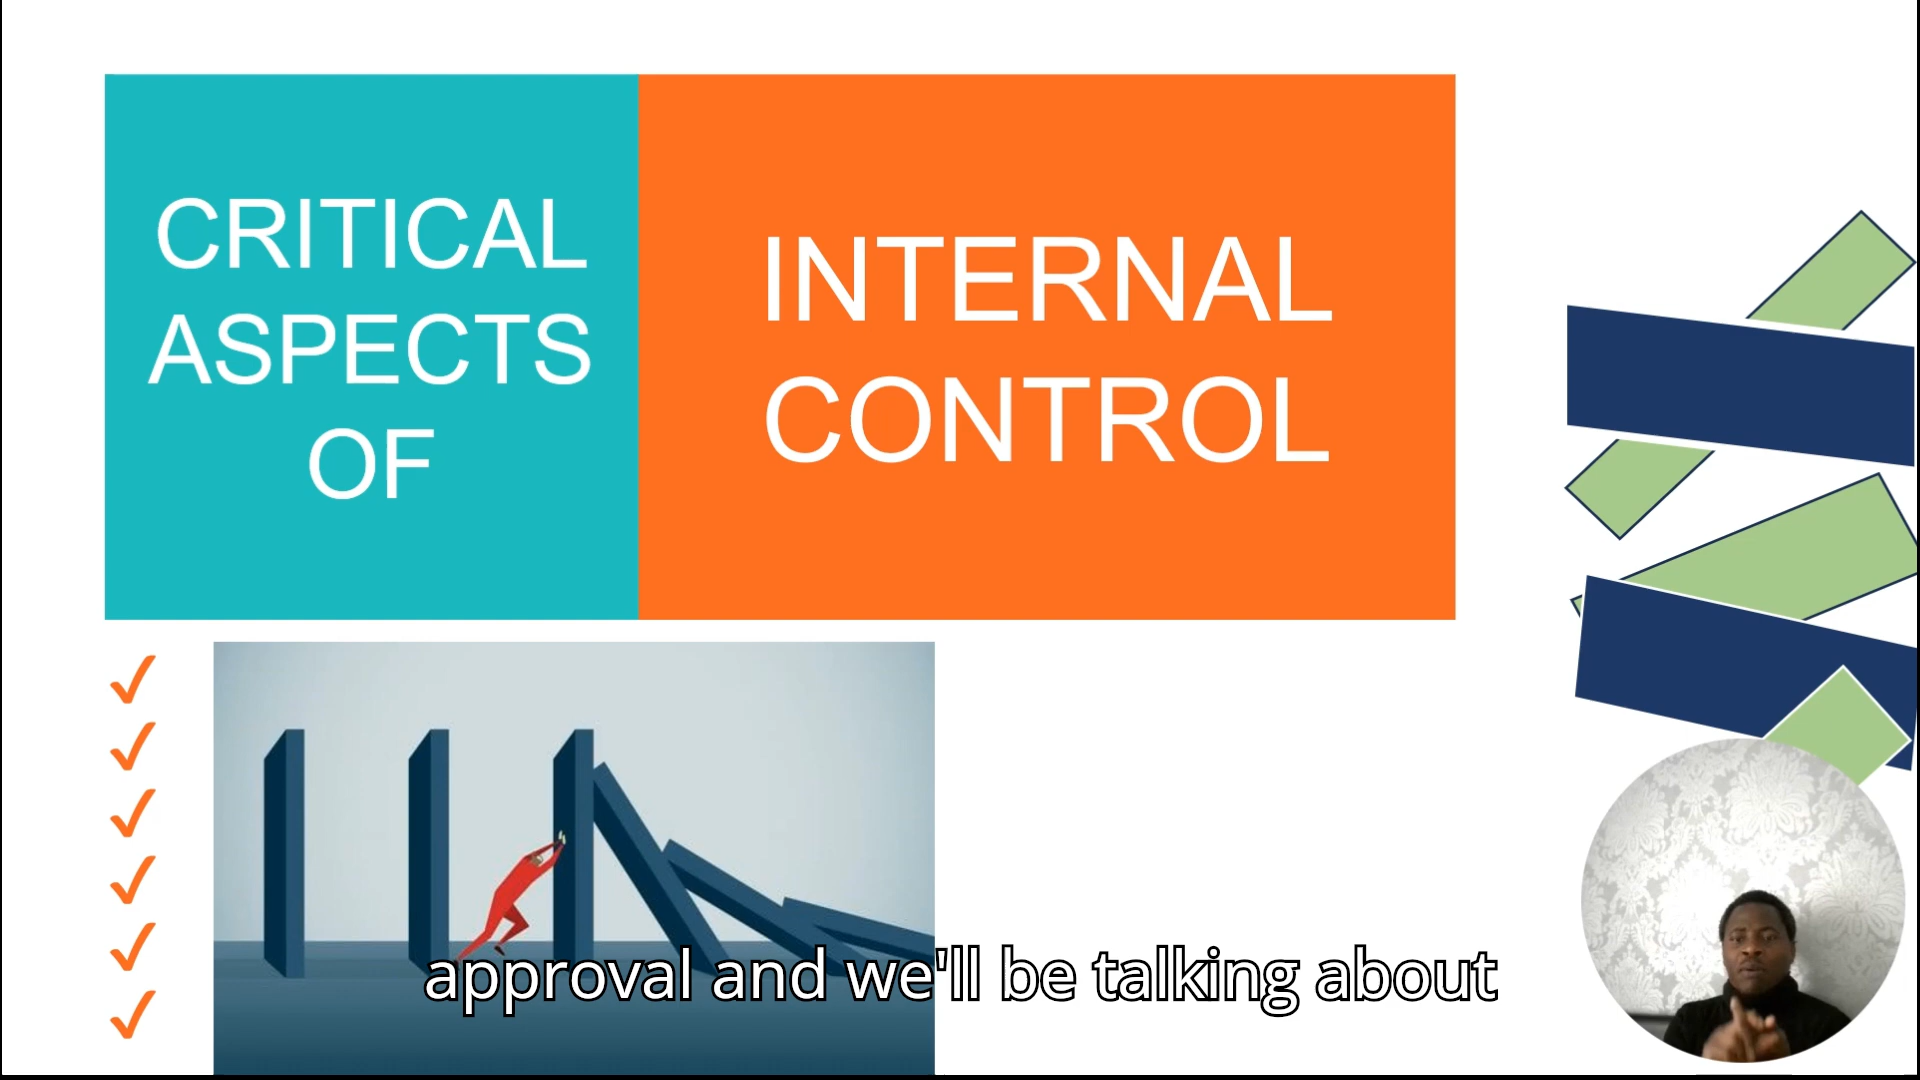 CRITICAL
ASPECTS
OF
INTERNAL
CONTROL
approval and we'll be talking about